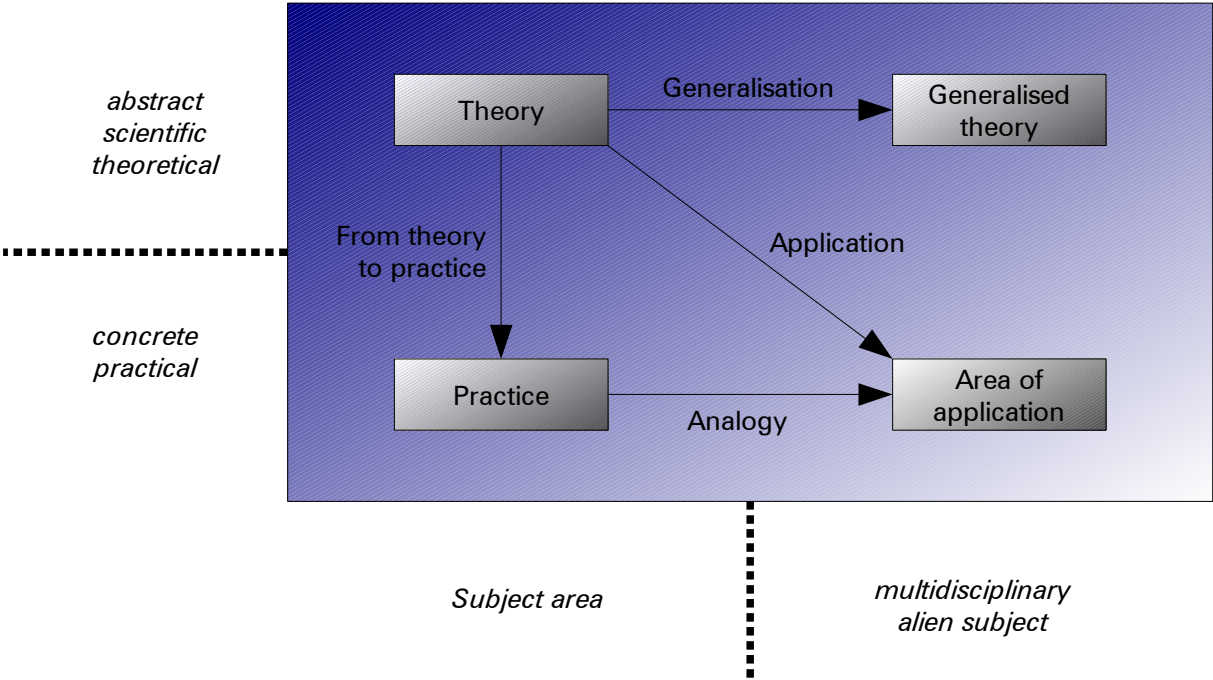 abstract
scientific
theoretical
Theory
Generalisation
Generalised
theory
From theory
to practice
Application
concrete
practical
Practice
Analogy
Area of
application
Subject area
multidisciplinary
alien subject